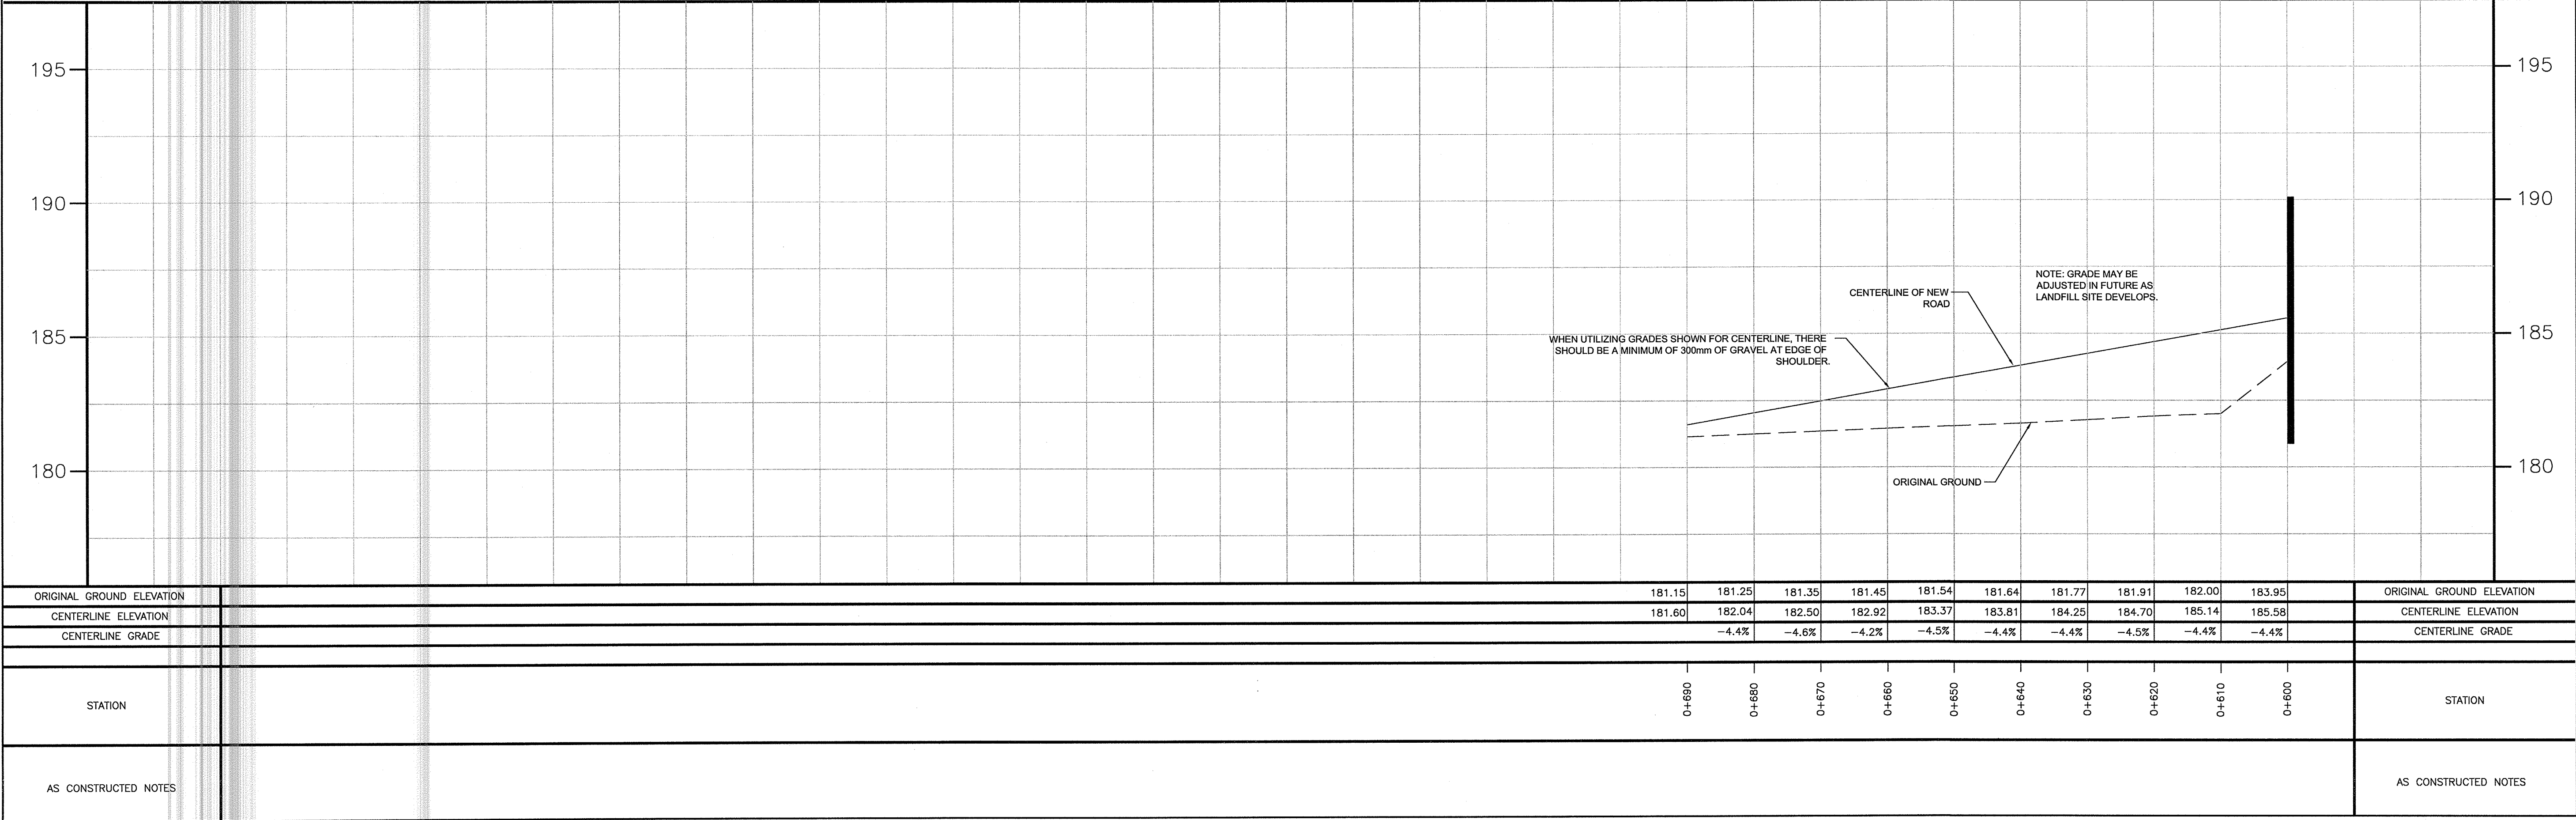 195
195
190
190
NOTE: GRADE MAY BE
ADJUSTED IN FUTURE AS
LANDFILL SITE DEVELOPS.
CENTERLINE OF NEW
ROAD
185
185
WHEN UTILIZING GRADES SHOWN FOR CENTERLINE, THERE
SHOULD BE A MINIMUM OF 300mm OF GRAVEL AT EDGE OF
SHOULDER.
180
180
ORIGINAL GROUND
ORIGINAL GROUND ELEVATION 181.15 181.25 181.35 181.45 181.54 181.64 181.77 181.91 182.00 183.95 ORIGINAL GROUND ELEVATION
CENTERLINE ELEVATION 181.60 182.04 182.50 182.92 183.37 183.81 184.25 184.70 185.14 185.58 CENTERLINE ELEVATION
CENTERLINE GRADE -4.4% -4.6% -4.2% -4.5% -4.4% -4.4% -4.5% -4.4% -4.4% CENTERLINE GRADE
STATION 0+690 0+680 0+670 0+660 0+650 0+640 0+630 0+620 0+610 0+600 STATION
AS CONSTRUCTED NOTES AS CONSTRUCTED NOTES